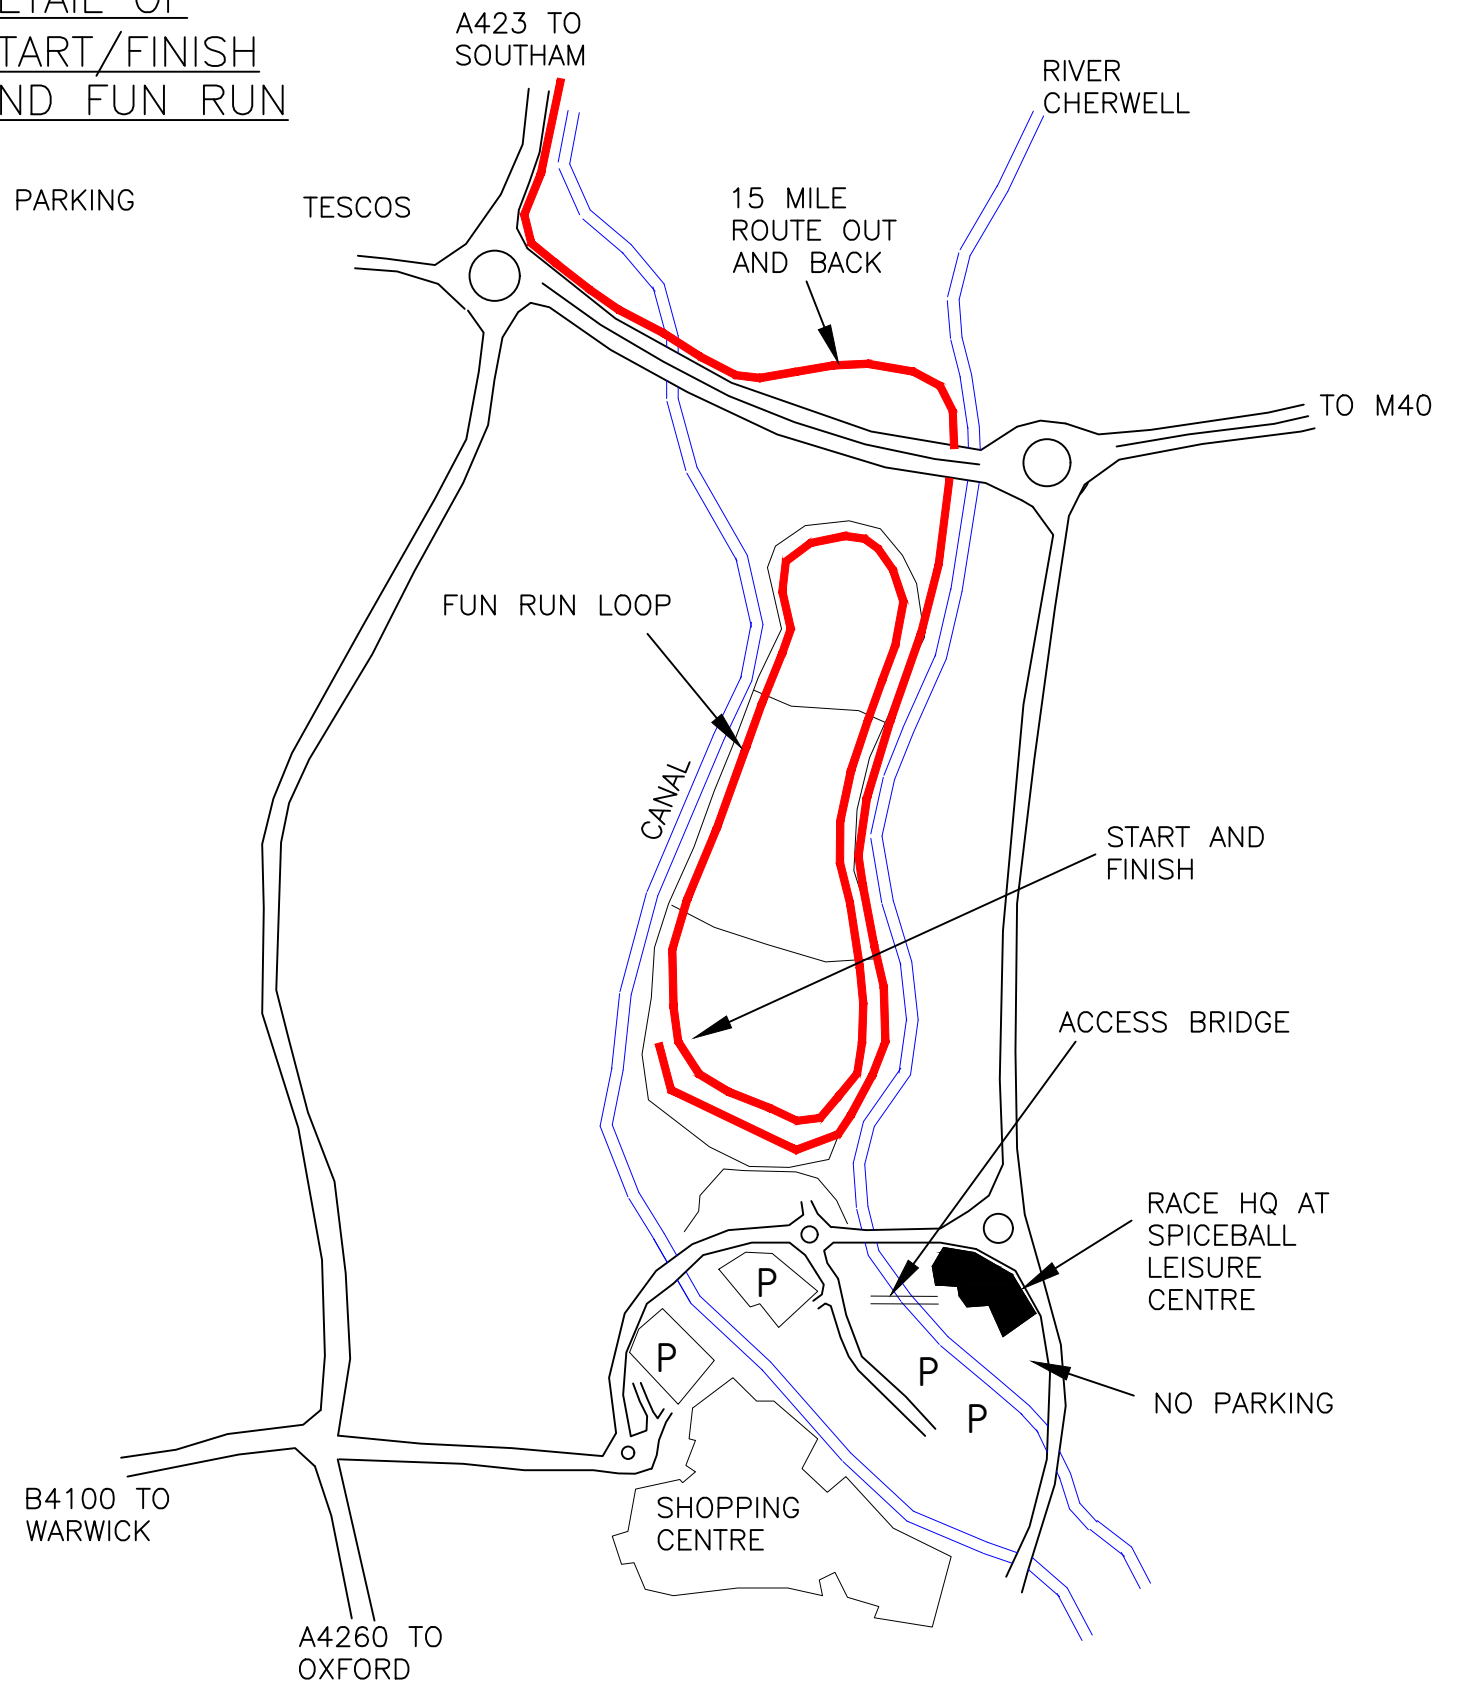 ETAIL OF
TART/FINISH
ND FUN RUN
A423 TO
SOUTHAM
RIVER
CHERWELL
PARKING
TESCOS
15 MILE
ROUTE OUT
AND BACK
TO M40
FUN RUN LOOP
CANAL
START AND
FINISH
ACCESS BRIDGE
RACE HQ AT
SPICEBALL
LEISURE
CENTRE
P
P
P
P
NO PARKING
B4100 TO
WARWICK
SHOPPING
CENTRE
A4260 TO
OXFORD